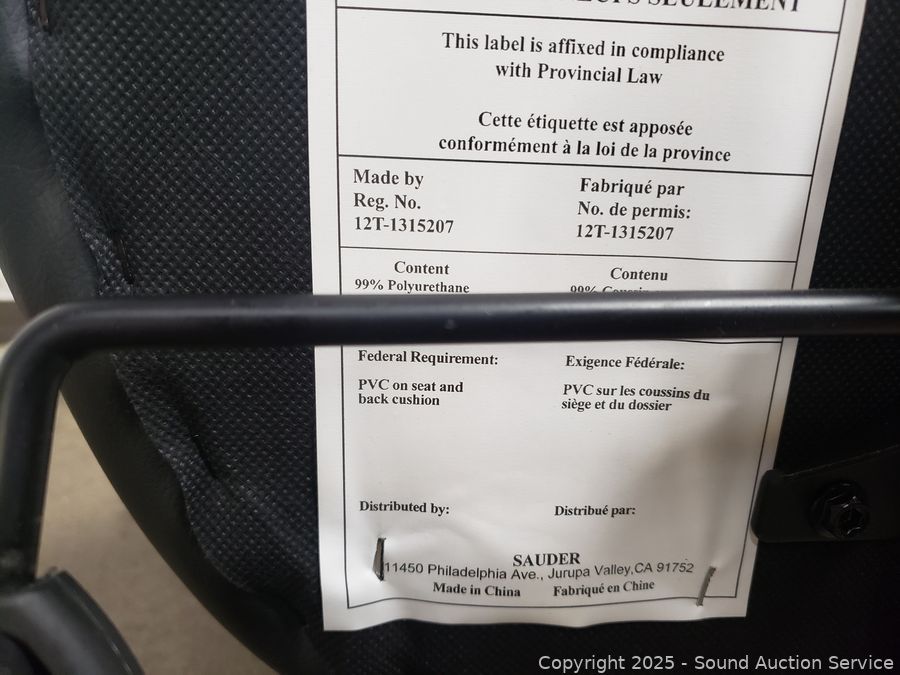 SEULEMENT
This label is affixed in compliance
with Provincial Law
Cette étiquette est apposée
conformément à la loi de la province
Made by
Reg. No.
12T-1315207
Fabriqué par
No. de permis:
12T-1315207
Content
99% Polyurethane
Contenu
99%
Federal Requirement:
PVC on seat and
back cushion
Exigence Fédérale:
PVC sur les coussins du
siège et du dossier
Distributed by:
Distribué par:
SAUDER
11450 Philadelphia Ave., Jurupa Valley,CA 91752
Made in China Fabriqué en Chine
Copyright 2025 - Sound Auction Service